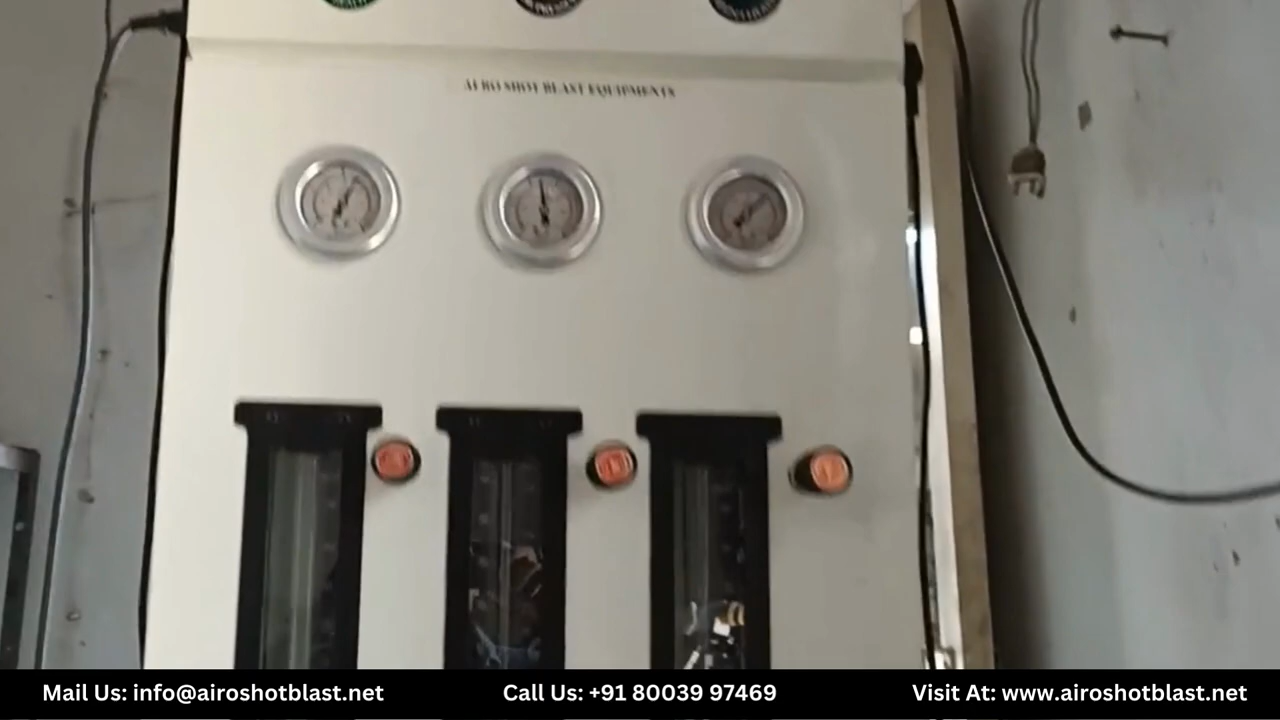 AIRO SHOT BLAST EQUIPMENTS
Mail Us: info@airoshotblast.net
Call Us: +91 80039 97469
Visit At: www.airoshotblast.net